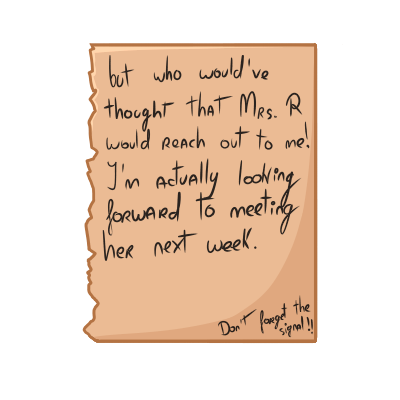 but who would've
thought that Mrs. R
would reach out to me!
I'm actually looking
forward to meeting
her next week.
Don't forget the
signal!!